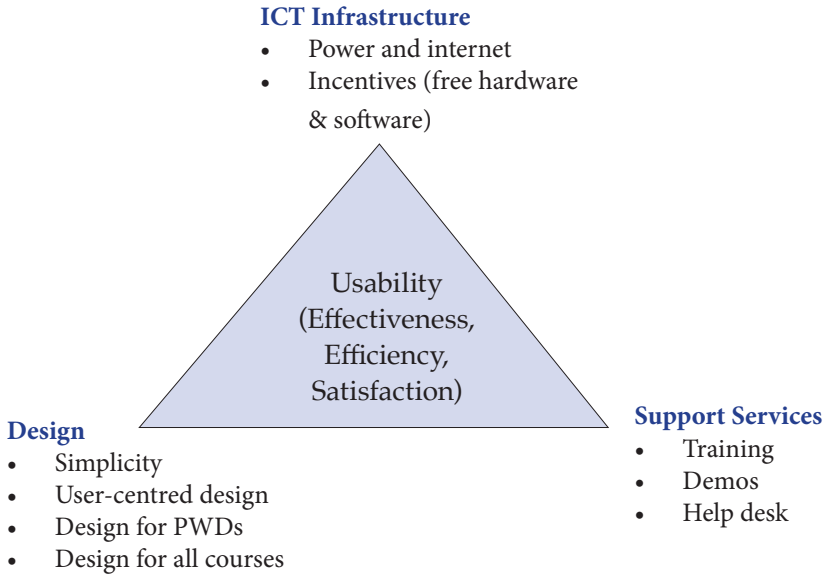 ICT Infrastructure
• Power and internet
• Incentives (free hardware
& software)
Usability
(Effectiveness,
Efficiency,
Satisfaction)
Design
• Simplicity
• User-centred design
• Design for PWDs
• Design for all courses
Support Services
• Training
• Demos
• Help desk